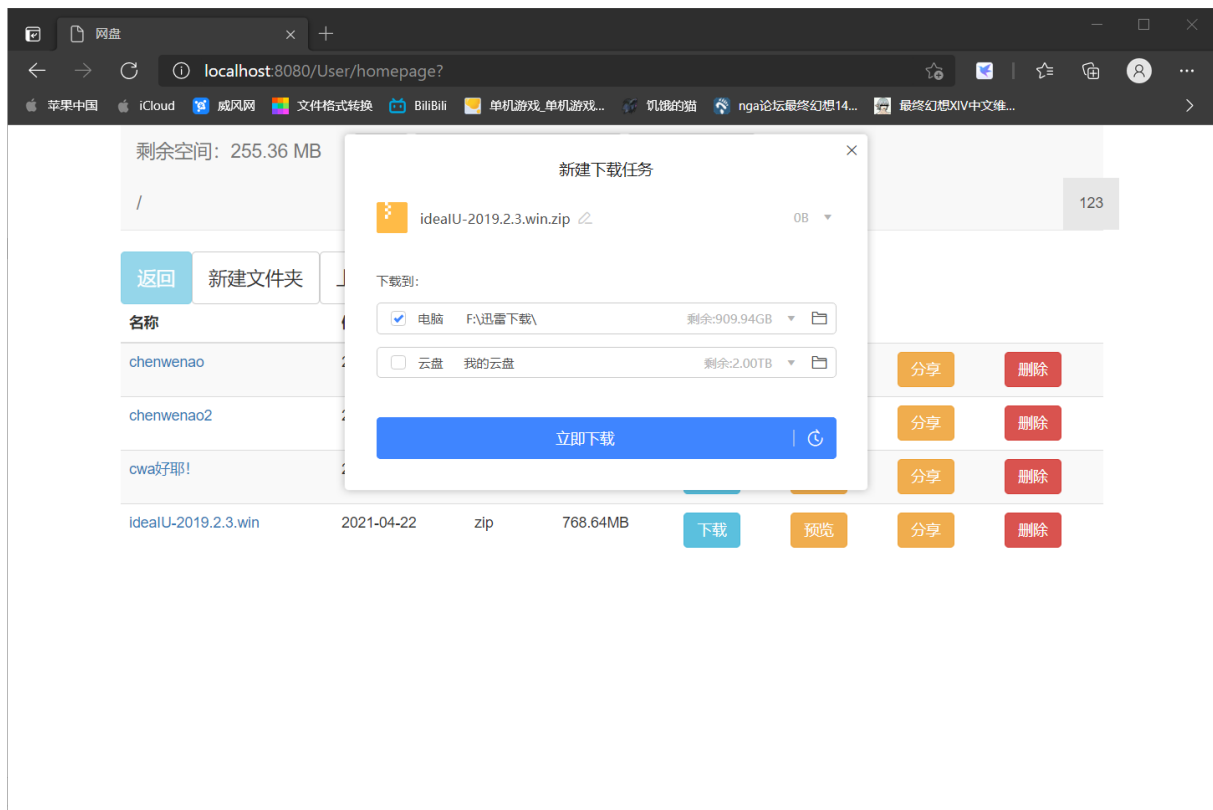 网盘
localhost:8080/User/homepage?
苹果中国 iCloud 威风网 文件格式转换 BiliBili 单机游戏_单机游戏... 饥饿的猫 nga论坛最终幻想14... 最终幻想XIV中文维...
剩余空间：255.36 MB
/
123
新建下载任务
ideaIU-2019.2.3.win.zip 0B
下载到：
电脑 F:\迅雷下载\ 剩余:909.94GB
云盘 我的云盘 剩余:2.00TB
立即下载
返回 新建文件夹
名称
chenwenao 分享 删除
chenwenao2 分享 删除
cwa好耶！ 分享 删除
ideaIU-2019.2.3.win 2021-04-22 zip 768.64MB 下载 预览 分享 删除